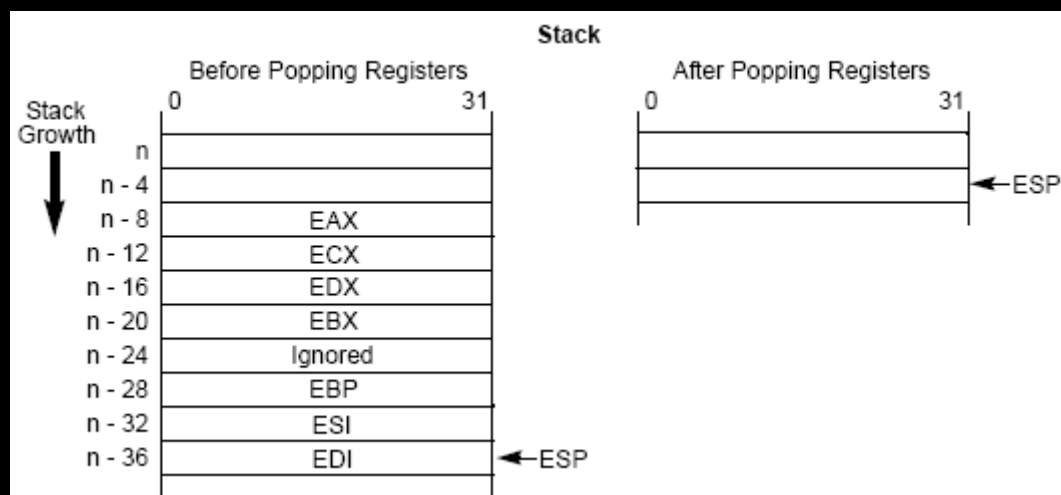 Stack
Before Popping Registers
After Popping Registers
0 31
0 31
Stack
Growth
n
n - 4
ESP
n - 8 EAX
n - 12 ECX
n - 16 EDX
n - 20 EBX
n - 24 Ignored
n - 28 EBP
n - 32 ESI
n - 36 EDI ESP